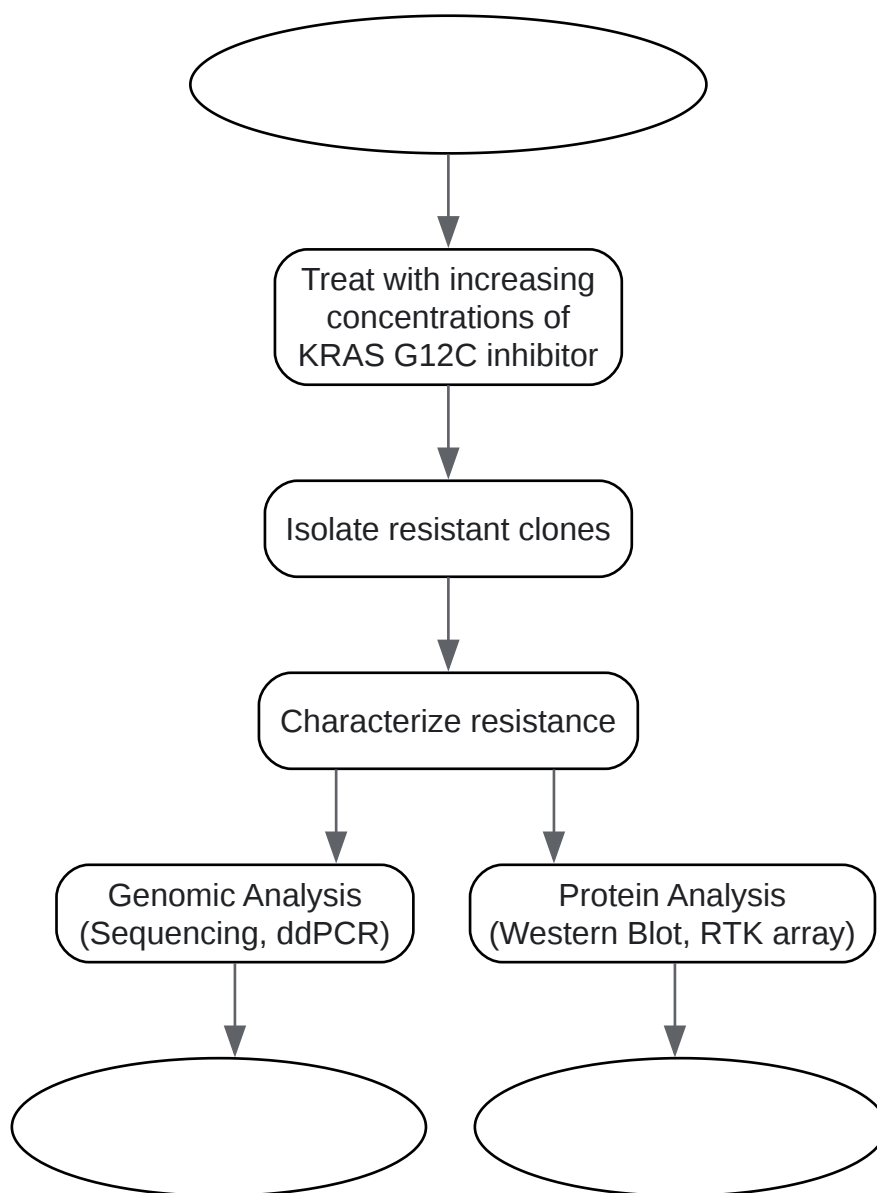 Treat with increasing
concentrations of
KRAS G12C inhibitor
Isolate resistant clones
Characterize resistance
Genomic Analysis
(Sequencing, ddPCR)
Protein Analysis
(Western Blot, RTK array)